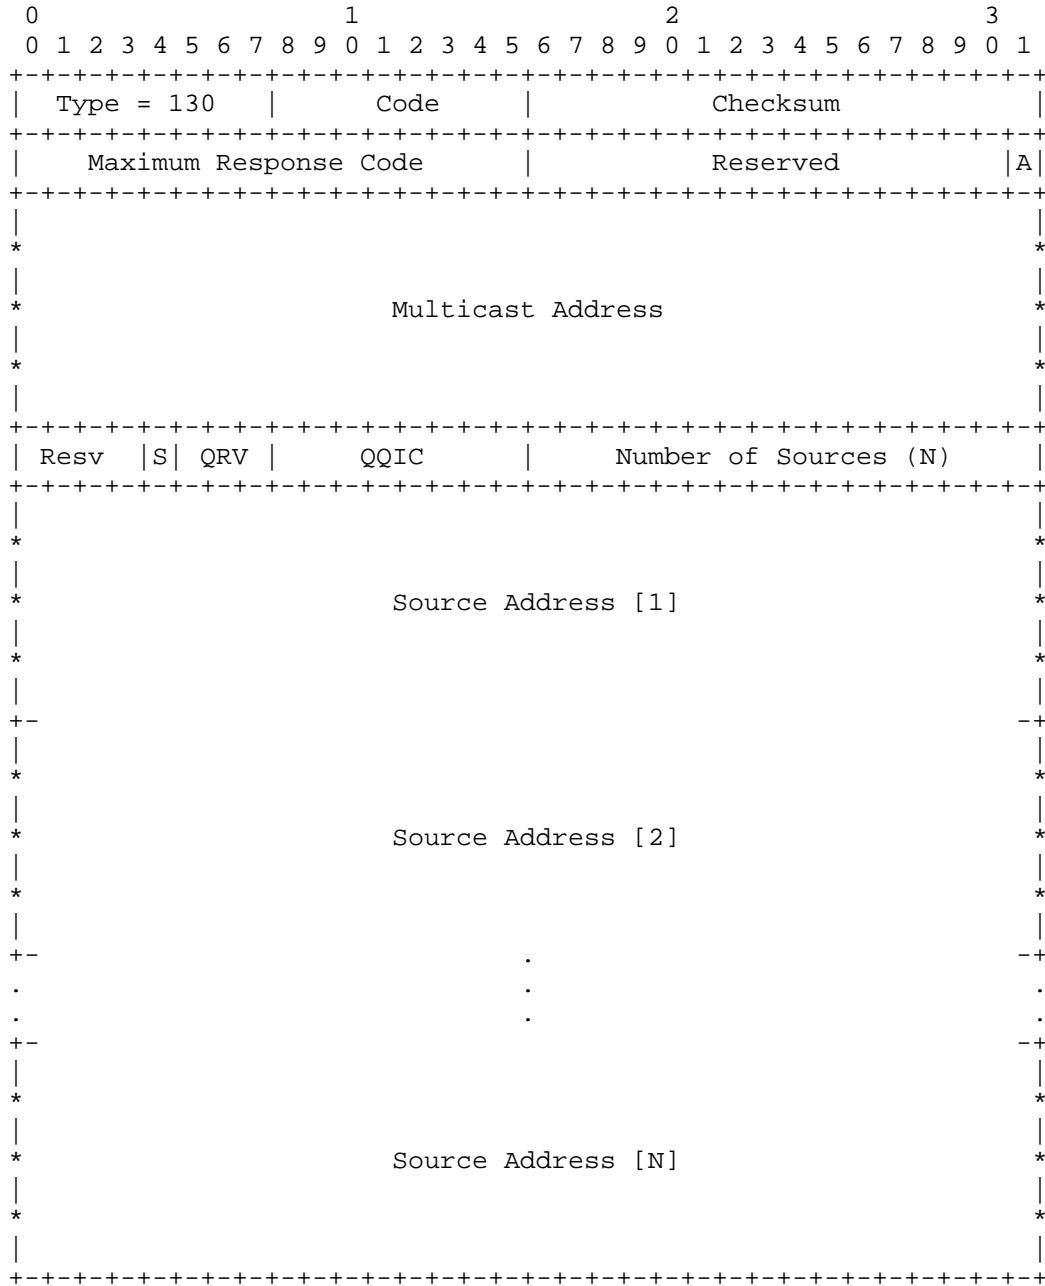 0                   1                   2                   3
 0 1 2 3 4 5 6 7 8 9 0 1 2 3 4 5 6 7 8 9 0 1 2 3 4 5 6 7 8 9 0 1
+-+-+-+-+-+-+-+-+-+-+-+-+-+-+-+-+-+-+-+-+-+-+-+-+-+-+-+-+-+-+-+-+
|  Type = 130   |      Code     |           Checksum            |
+-+-+-+-+-+-+-+-+-+-+-+-+-+-+-+-+-+-+-+-+-+-+-+-+-+-+-+-+-+-+-+-+
|    Maximum Response Code      |           Reserved          |A|
+-+-+-+-+-+-+-+-+-+-+-+-+-+-+-+-+-+-+-+-+-+-+-+-+-+-+-+-+-+-+-+-+
|                                                               |
*                                                               *
|                                                               |
*                       Multicast Address                       *
|                                                               |
*                                                               *
|                                                               |
+-+-+-+-+-+-+-+-+-+-+-+-+-+-+-+-+-+-+-+-+-+-+-+-+-+-+-+-+-+-+-+-+
| Resv  |S| QRV |     QQIC      |     Number of Sources (N)     |
+-+-+-+-+-+-+-+-+-+-+-+-+-+-+-+-+-+-+-+-+-+-+-+-+-+-+-+-+-+-+-+-+
|                                                               |
*                                                               *
|                                                               |
*                       Source Address [1]                      *
|                                                               |
*                                                               *
|                                                               |
+-                                                             -+
|                                                               |
*                                                               *
|                                                               |
*                       Source Address [2]                      *
|                                                               |
*                                                               *
|                                                               |
+-                              .                              -+
.                               .                               .
.                               .                               .
+-                                                             -+
|                                                               |
*                                                               *
|                                                               |
*                       Source Address [N]                      *
|                                                               |
*                                                               *
|                                                               |
+-+-+-+-+-+-+-+-+-+-+-+-+-+-+-+-+-+-+-+-+-+-+-+-+-+-+-+-+-+-+-+-+